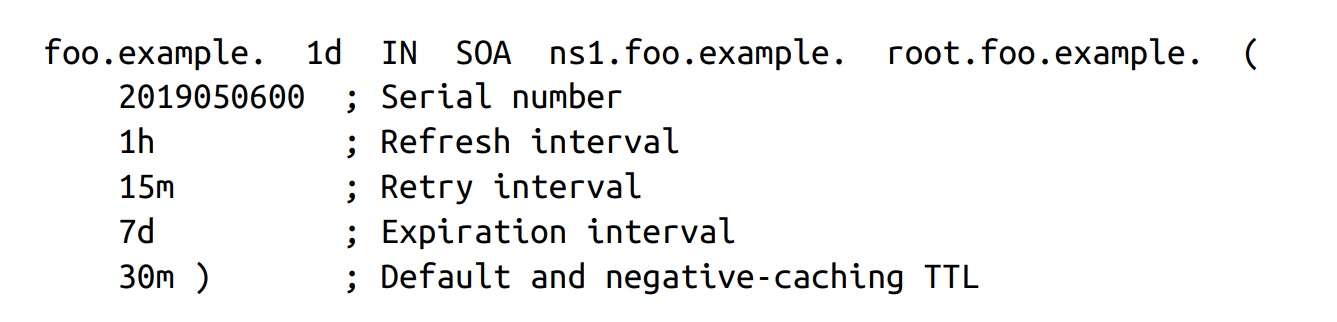 foo.example.  1d  IN  SOA  ns1.foo.example.  root.foo.example.  (
    2019050600  ; Serial number
    1h          ; Refresh interval
    15m         ; Retry interval
    7d          ; Expiration interval
    30m )       ; Default and negative-caching TTL